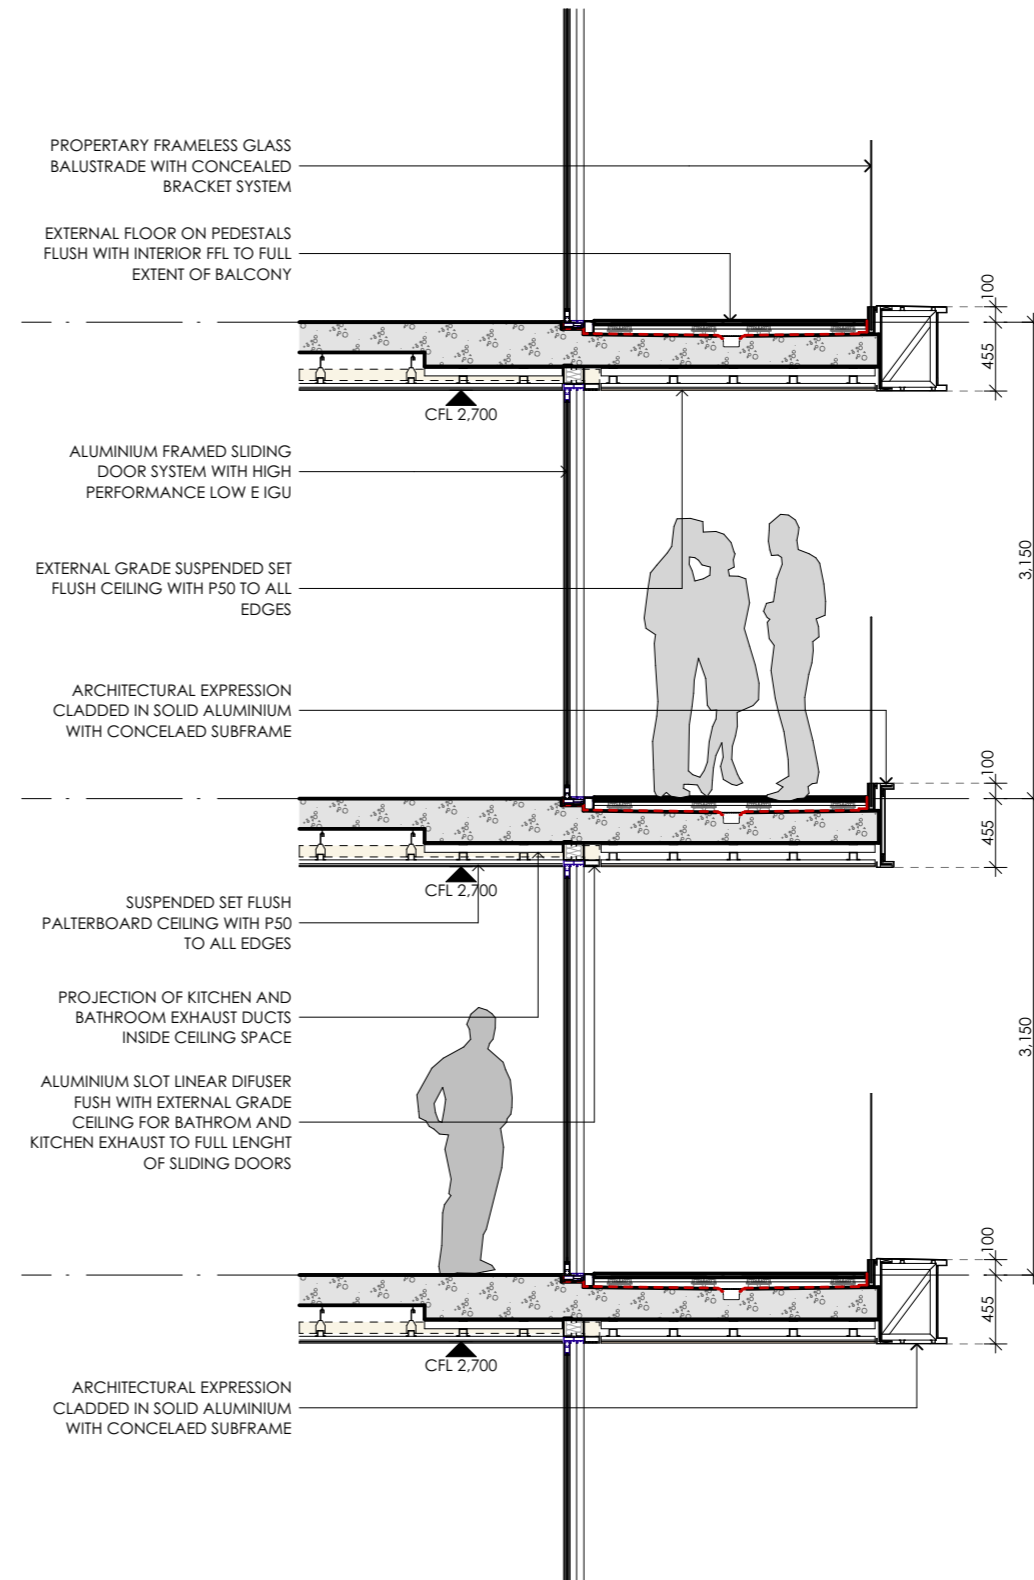 PROPERTARY FRAMELESS GLASS
BALUSTRADE WITH CONCEALED
BRACKET SYSTEM
EXTERNAL FLOOR ON PEDESTALS
FLUSH WITH INTERIOR FFL TO FULL
EXTENT OF BALCONY
100
455
CFL 2,700
ALUMINIUM FRAMED SLIDING
DOOR SYSTEM WITH HIGH
PERFORMANCE LOW E IGU
EXTERNAL GRADE SUSPENDED SET
FLUSH CEILING WITH P50 TO ALL
EDGES
3,150
ARCHITECTURAL EXPRESSION
CLADDED IN SOLID ALUMINIUM
WITH CONCELAED SUBFRAME
100
455
CFL 2,700
SUSPENDED SET FLUSH
PALTERBOARD CEILING WITH P50
TO ALL EDGES
PROJECTION OF KITCHEN AND
BATHROOM EXHAUST DUCTS
INSIDE CEILING SPACE
3,150
ALUMINIUM SLOT LINEAR DIFUSER
FUSH WITH EXTERNAL GRADE
CEILING FOR BATHROM AND
KITCHEN EXHAUST TO FULL LENGHT
OF SLIDING DOORS
100
455
CFL 2,700
ARCHITECTURAL EXPRESSION
CLADDED IN SOLID ALUMINIUM
WITH CONCELAED SUBFRAME